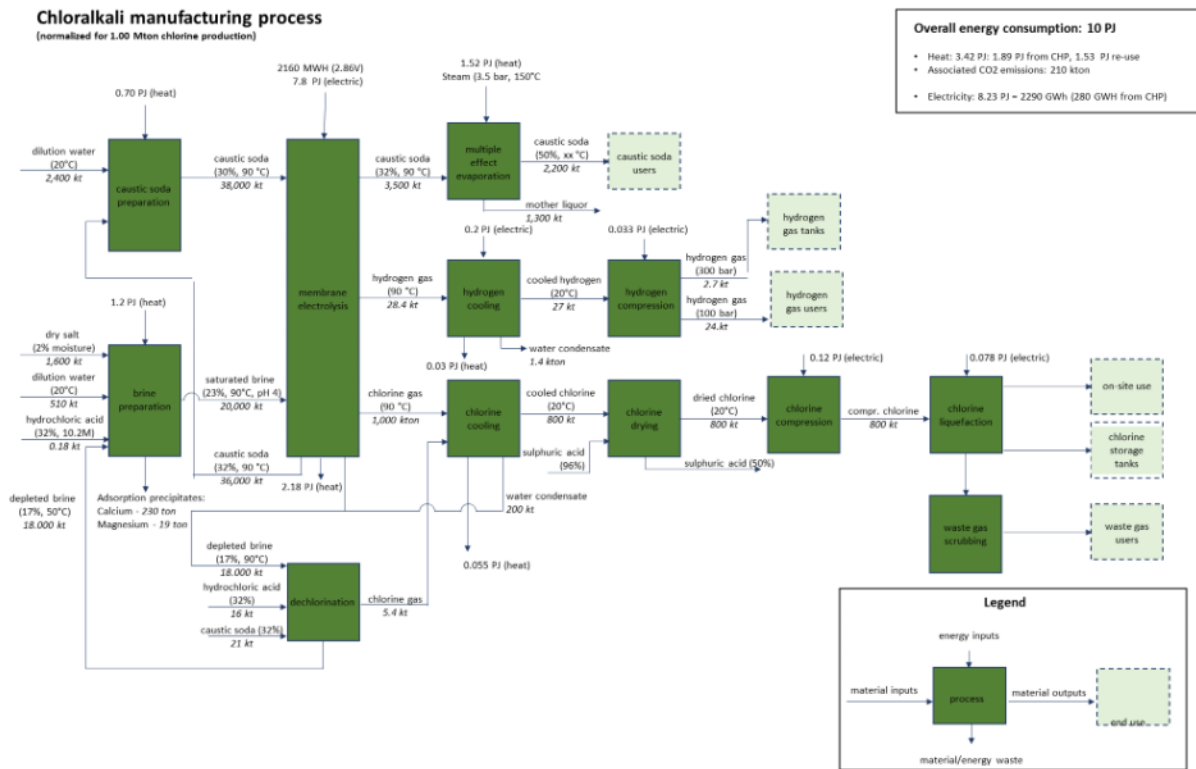 Chloralkali manufacturing process
(normalized for 1.00 Mton chlorine production)
Overall energy consumption: 10 PJ
• Heat: 3.42 PJ: 1.89 PJ from CHP, 1.53 PJ re-use
• Associated CO2 emissions: 210 kton
• Electricity: 8.23 PJ = 2290 GWh (280 GWH from CHP)
0.70 PJ (heat)
2160 MWH (2.86V)
7.8 PJ (electric)
1.52 PJ (heat)
Steam (3.5 bar, 150°C
dilution water
(20°C)
2,400 kt
caustic soda
preparation
caustic soda
(30%, 90 °C)
38,000 kt
membrane
electrolysis
caustic soda
(32%, 90 °C)
3,500 kt
multiple
effect
evaporation
caustic soda
(50%, xx °C)
2,200 kt
caustic soda
users
mother liquor
1,300 kt
0.2 PJ (electric)
0.033 PJ (electric)
hydrogen gas
(90 °C)
28.4 kt
hydrogen
cooling
cooled hydrogen
(20°C)
27 kt
hydrogen
compression
hydrogen gas
(300 bar)
2.7 kt
hydrogen
gas tanks
hydrogen gas
(100 bar)
24.kt
hydrogen
gas users
0.03 PJ (heat)
water condensate
1.4 kton
1.2 PJ (heat)
dry salt
(2% moisture)
1,600 kt
dilution water
(20°C)
510 kt
hydrochloric acid
(32%, 10.2M)
0.18 kt
depleted brine
(17%, 50°C)
18.000 kt
brine
preparation
saturated brine
(23%, 90°C, pH 4)
20,000 kt
caustic soda
(32%, 90 °C)
36,000 kt
Adsorption precipitates:
Calcium - 230 ton
Magnesium - 19 ton
2.18 PJ (heat)
chlorine gas
(90 °C)
1,000 kton
chlorine
cooling
cooled chlorine
(20°C)
800 kt
sulphuric acid
(96%)
chlorine
drying
dried chlorine
(20°C)
800 kt
sulphuric acid (50%)
0.12 PJ (electric)
chlorine
compression
compr. chlorine
800 kt
0.078 PJ (electric)
chlorine
liquefaction
on-site use
chlorine
storage
tanks
waste gas
scrubbing
waste gas
users
water condensate
200 kt
0.055 PJ (heat)
depleted brine
(17%, 90°C)
18.000 kt
hydrochloric acid
(32%)
16 kt
caustic soda (32%)
21 kt
dechlorination
chlorine gas
5.4 kt
Legend
energy inputs
material inputs
process
material outputs
end use
material/energy waste